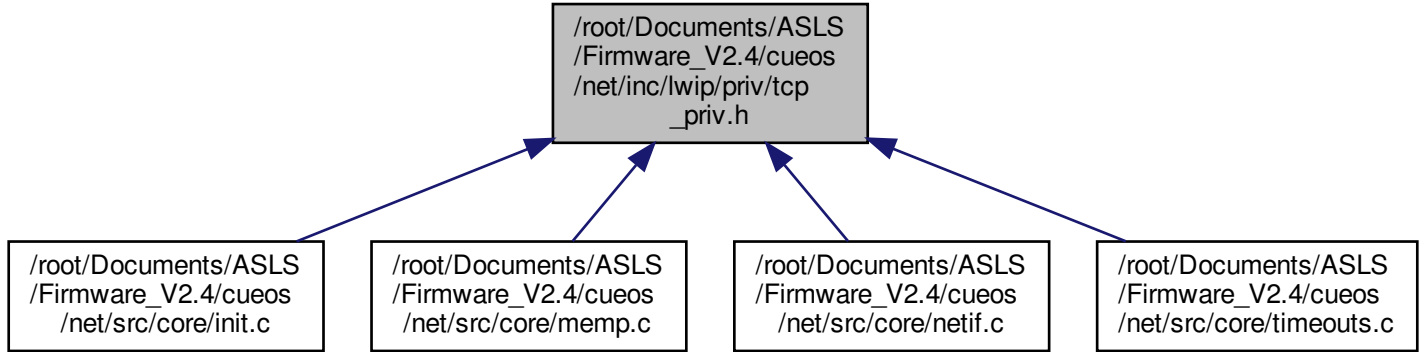 /root/Documents/ASLS
/Firmware_V2.4/cueos
/net/inc/lwip/priv/tcp
_priv.h
/root/Documents/ASLS
/Firmware_V2.4/cueos
/net/src/core/init.c
/root/Documents/ASLS
/Firmware_V2.4/cueos
/net/src/core/memp.c
/root/Documents/ASLS
/Firmware_V2.4/cueos
/net/src/core/netif.c
/root/Documents/ASLS
/Firmware_V2.4/cueos
/net/src/core/timeouts.c